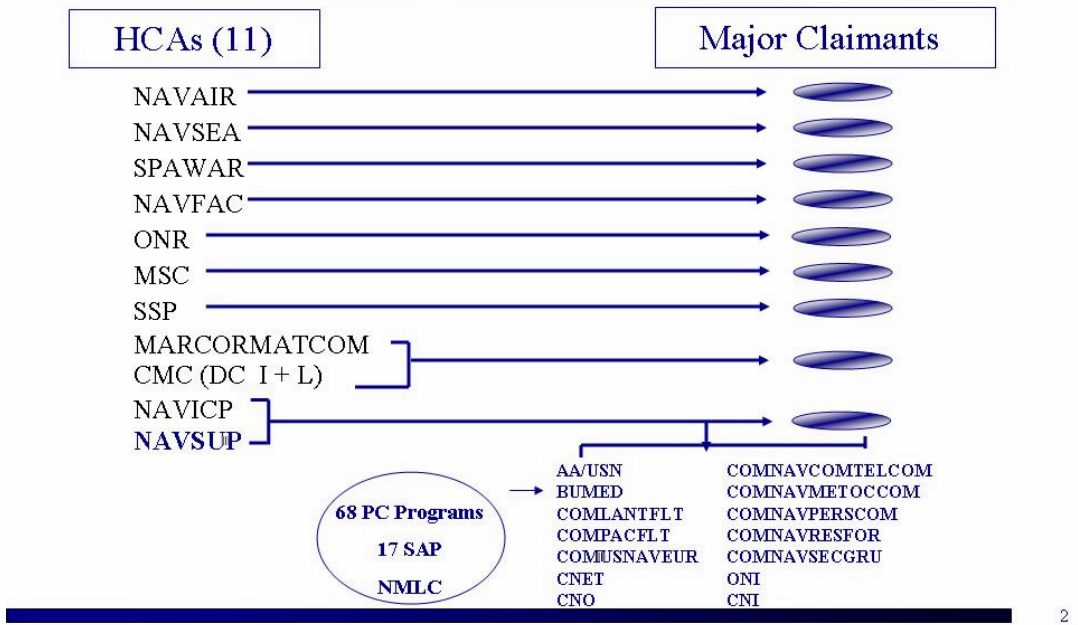 HCAs (11)
Major Claimants
NAVAIR
NAVSEA
SPAWAR
NAVFAC
ONR
MSC
SSP
MARCORMATCOM
CMC (DC I + L)
NAVICP
NAVSUP
68 PC Programs
17 SAP
NMLC
AA/USN
BUMED
COMLANTFLT
COMPACFLT
COMUSNAVEUR
CNET
CNO
COMNAVCOMTELCOM
COMNAVMETOCCOM
COMNAVPERSCOM
COMNAVRESFOR
COMNAVSECGRU
ONI
CNI
2